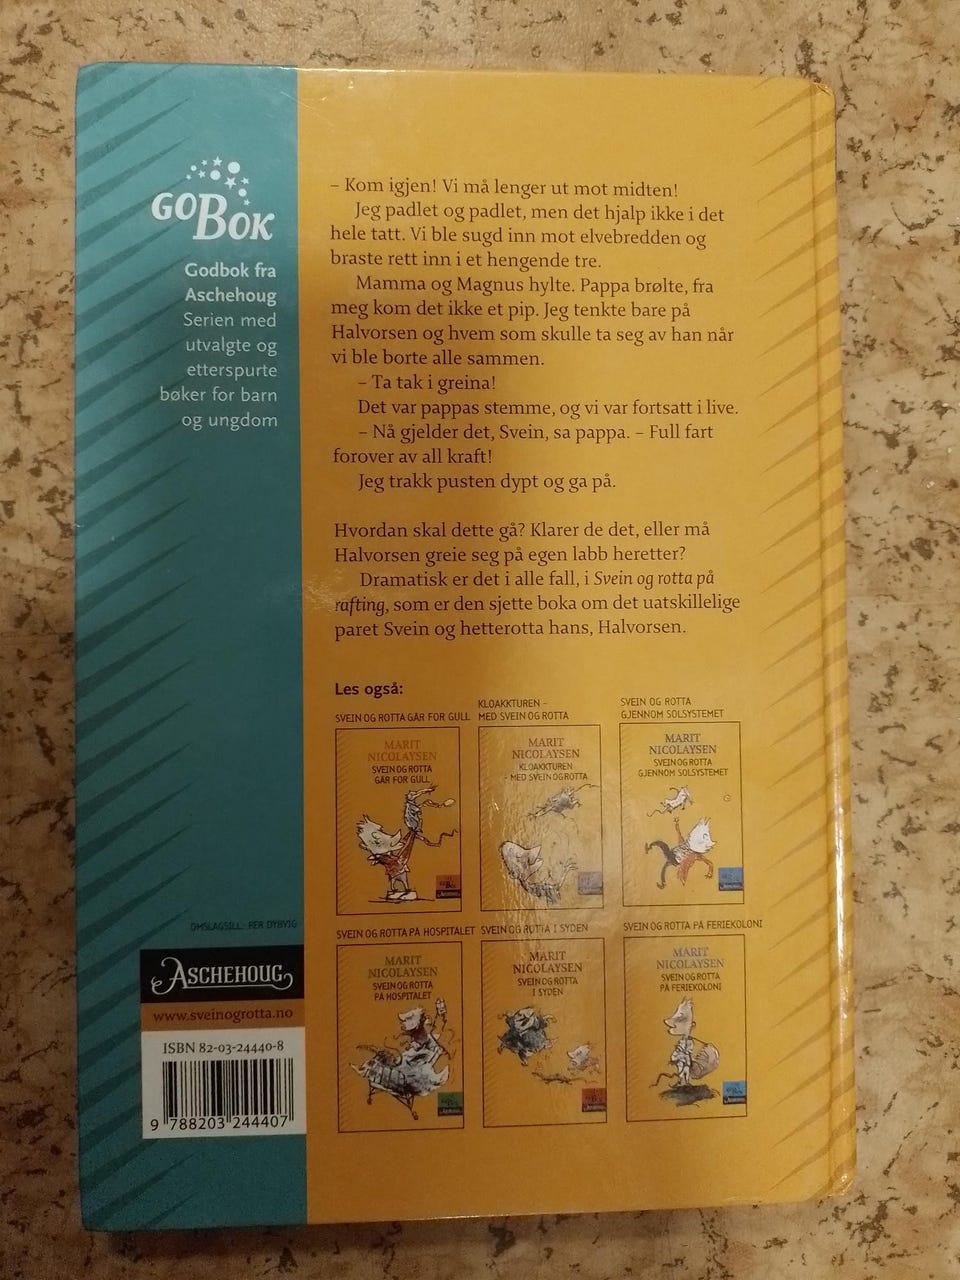 GOBOK
Godbok fra
Aschehoug
Serien med
utvalgte og
etterspurte
bøker for barn
og ungdom
– Kom igjen! Vi må lenger ut mot midten!
Jeg padlet og padlet, men det hjalp ikke i det
hele tatt. Vi ble sugd inn mot elvebredden og
braste rett inn i et hengende tre.
Mamma og Magnus hylte. Pappa brølte, fra
meg kom det ikke et pip. Jeg tenkte bare på
Halvorsen og hvem som skulle ta seg av han når
vi ble borte alle sammen.
– Ta tak i greina!
Det var pappas stemme, og vi var fortsatt i live.
– Nå gjelder det, Svein, sa pappa. – Full fart
forover av all kraft!
Jeg trakk pusten dypt og ga på.
Hvordan skal dette gå? Klarer de det, eller må
Halvorsen greie seg på egen labb heretter?
Dramatisk er det i alle fall, i Svein og rotta på
rafting, som er den sjette boka om det uatskillelige
paret Svein og hetterotta hans, Halvorsen.
Les også:
SVEIN OG ROTTA GÅR FOR GULL
MARIT
NICOLAYSEN
SVEIN OG ROTTA
GÅR FOR GULL
KLOAKKTUREN –
MED SVEIN OG ROTTA
MARIT
NICOLAYSEN
KLOAKKTUREN
- MED SVEIN OG ROTTA
SVEIN OG ROTTA
GJENNOM SOLSYSTEMET
MARIT
NICOLAYSEN
SVEIN OG ROTTA
GJENNOM SOLSYSTEMET
SVEIN OG ROTTA PÅ HOSPITALET
MARIT
NICOLAYSEN
SVEIN OG ROTTA
PÅ HOSPITALET
SVEIN OG ROTTA I SYDEN
MARIT
NICOLAYSEN
SVEIN OG ROTTA
I SYDEN
SVEIN OG ROTTA PÅ FERIEKOLONI
MARIT
NICOLAYSEN
SVEIN OG ROTTA
PÅ FERIEKOLONI
OMSLAGSILL: PER DYBVIG
ASCHEHOUG
www.sveinogrotta.no
ISBN 82-03-24440-8
9 788203 244407